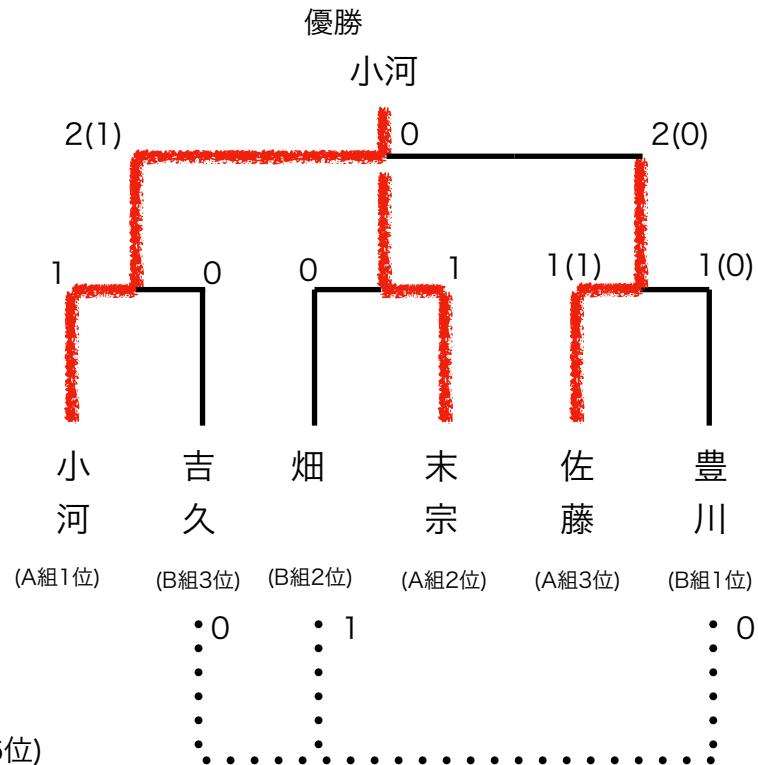 優勝
小河
2(1) 0 2(0)
1 0 0 1 1(1) 1(0)
小河 吉久 畑 末宗 佐藤 豊川
(A組1位) (B組3位) (B組2位) (A組2位) (A組3位) (B組1位)
0 1 0
位)